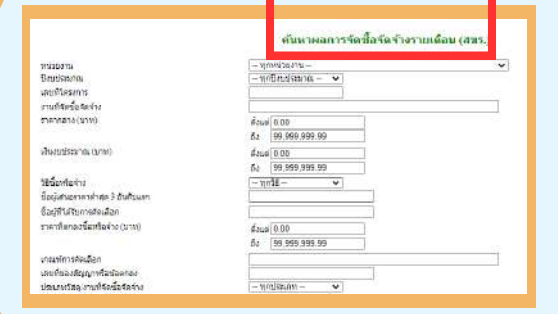 ค้นหาผลการจัดซื้อจัดจ้างรายเดือน (สขร.
หน่วยงาน -- ทุกหน่วยงาน --
ปีงบประมาณ -- ทุกปีงบประมาณ --
เลขที่โครงการ
งานที่จัดซื้อจัดจ้าง
ราคากลาง (บาท) ตั้งแต่ 0.00
ถึง 99,999,999.99
เงินงบประมาณ (บาท) ตั้งแต่ 0.00
ถึง 99,999,999.99
วิธีซื้อหรือจ้าง -- ทุกวิธี --
ชื่อผู้เสนอราคาต่ำสุด 3 อันดับแรก
ชื่อผู้ที่ได้รับการคัดเลือก
ราคาที่ตกลงซื้อหรือจ้าง (บาท) ตั้งแต่ 0.00
ถึง 99,999,999.99
เกณฑ์การคัดเลือก
เลขที่ของสัญญาหรือข้อตกลง
ประเภทวัสดุ/งานที่จัดซื้อจัดจ้าง -- ทุกประเภท --